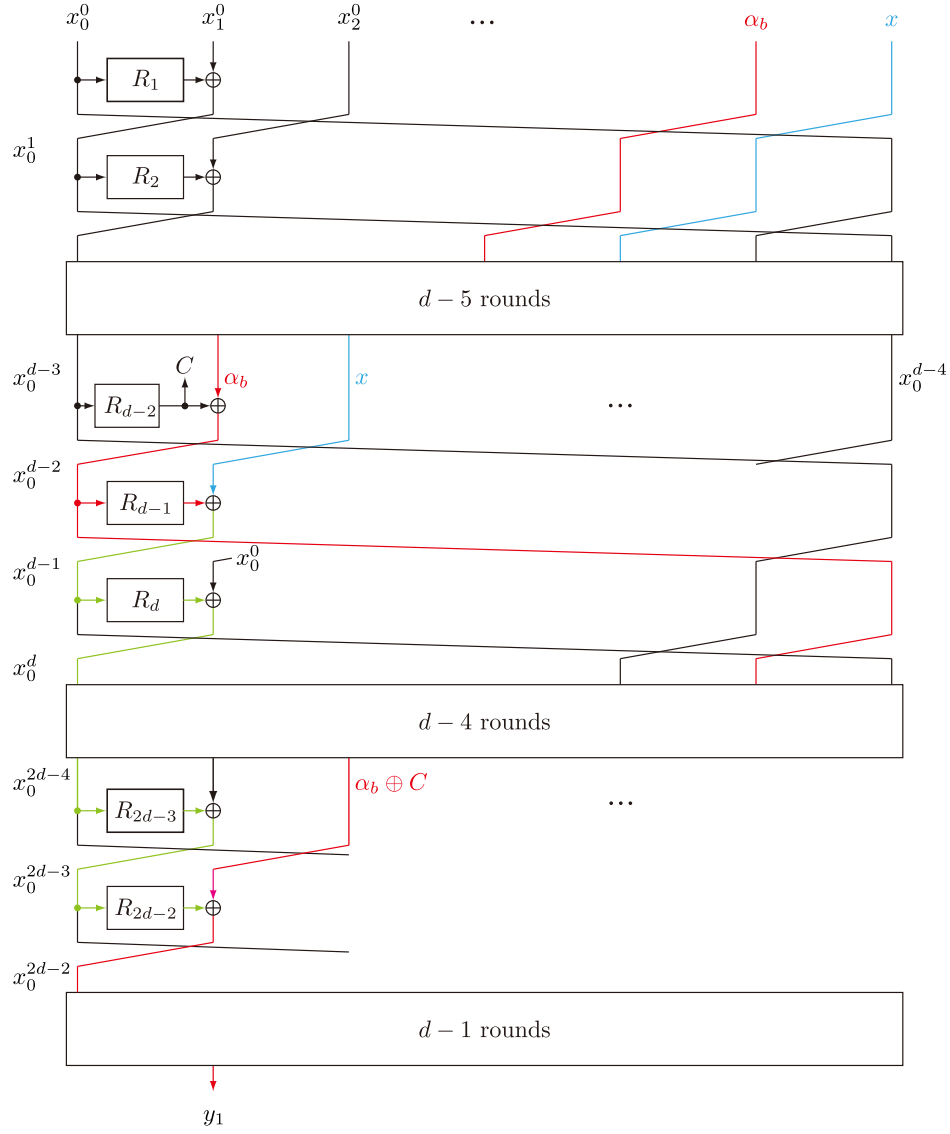 x_0^0 x_1^0 x_2^0 ... α_b x
R_1
x_0^1
R_2
d − 5 rounds
x_0^{d−3} C α_b x x_0^{d−4}
R_{d−2} ...
x_0^{d−2}
R_{d−1}
x_0^{d−1} x_0^0
R_d
x_0^d
d − 4 rounds
x_0^{2d−4} α_b ⊕ C
R_{2d−3} ...
x_0^{2d−3}
R_{2d−2}
x_0^{2d−2}
d − 1 rounds
y_1